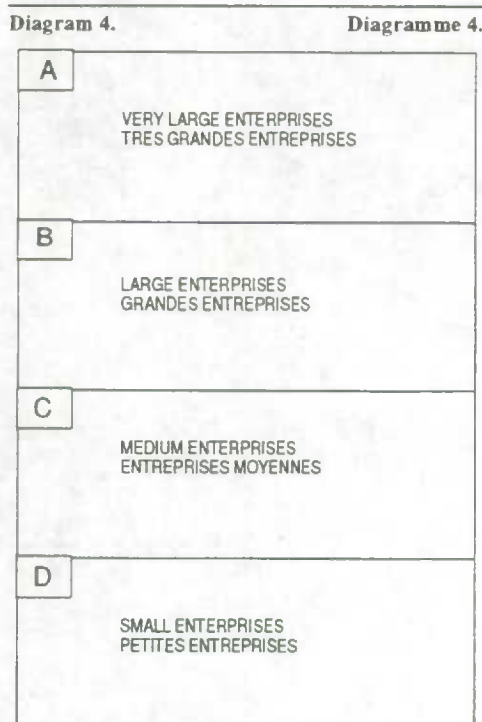 Diagram 4. Diagramme 4.
A
VERY LARGE ENTERPRISES
TRES GRANDES ENTREPRISES
B
LARGE ENTERPRISES
GRANDES ENTREPRISES
C
MEDIUM ENTERPRISES
ENTREPRISES MOYENNES
D
SMALL ENTERPRISES
PETITES ENTREPRISES